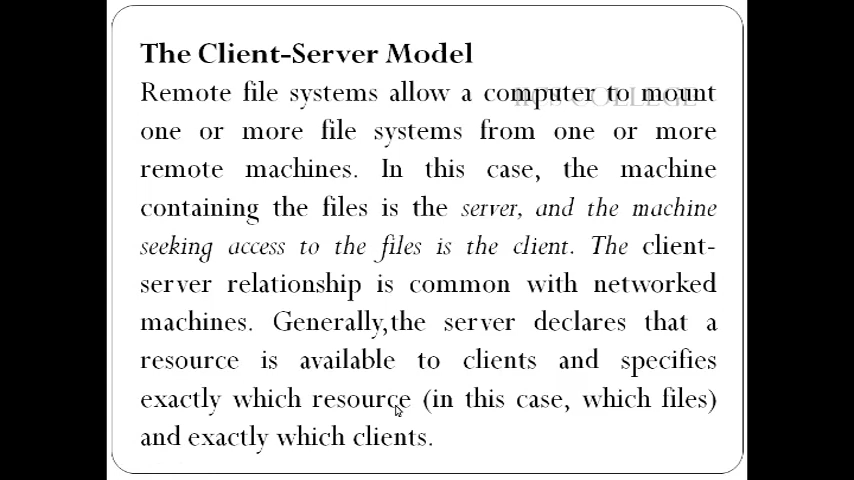 The Client-Server Model
Remote file systems allow a computer to mount
one or more file systems from one or more
remote machines. In this case, the machine
containing the files is the server, and the machine
seeking access to the files is the client. The client-
server relationship is common with networked
machines. Generally,the server declares that a
resource is available to clients and specifies
exactly which resource (in this case, which files)
and exactly which clients.
COLLEGE